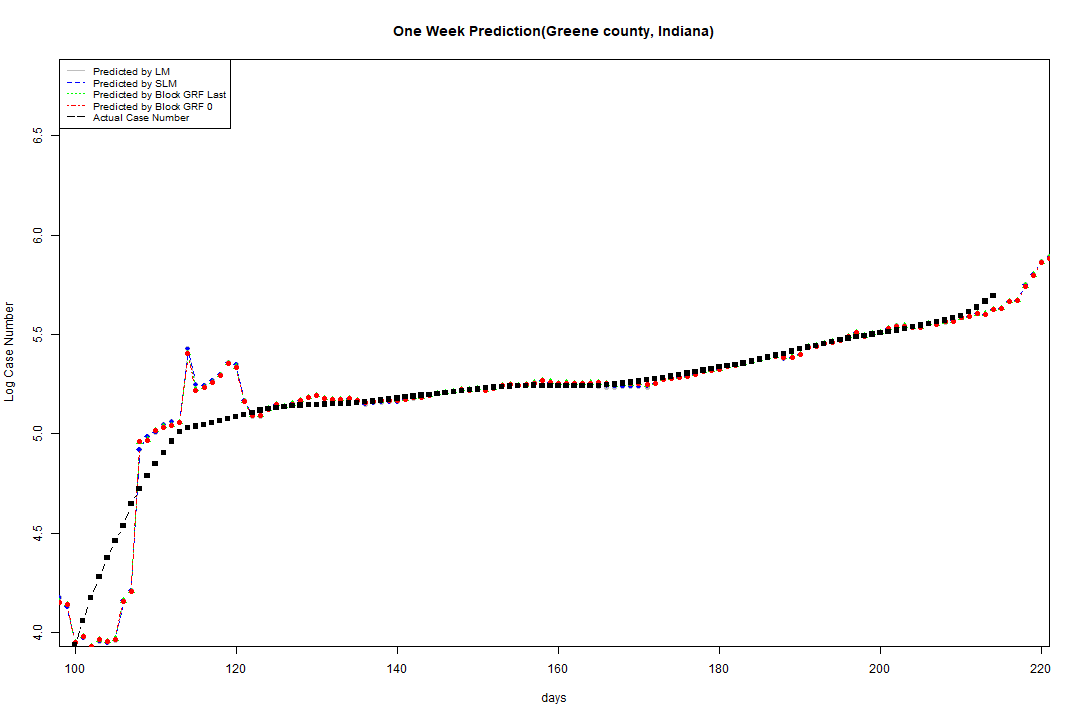 One Week Prediction(Greene county, Indiana)
Predicted by LM
Predicted by SLM
Predicted by Block GRF Last
Predicted by Block GRF 0
Actual Case Number
Log Case Number
6.5
6.0
5.5
5.0
4.5
4.0
100 120 140 160 180 200 220
days